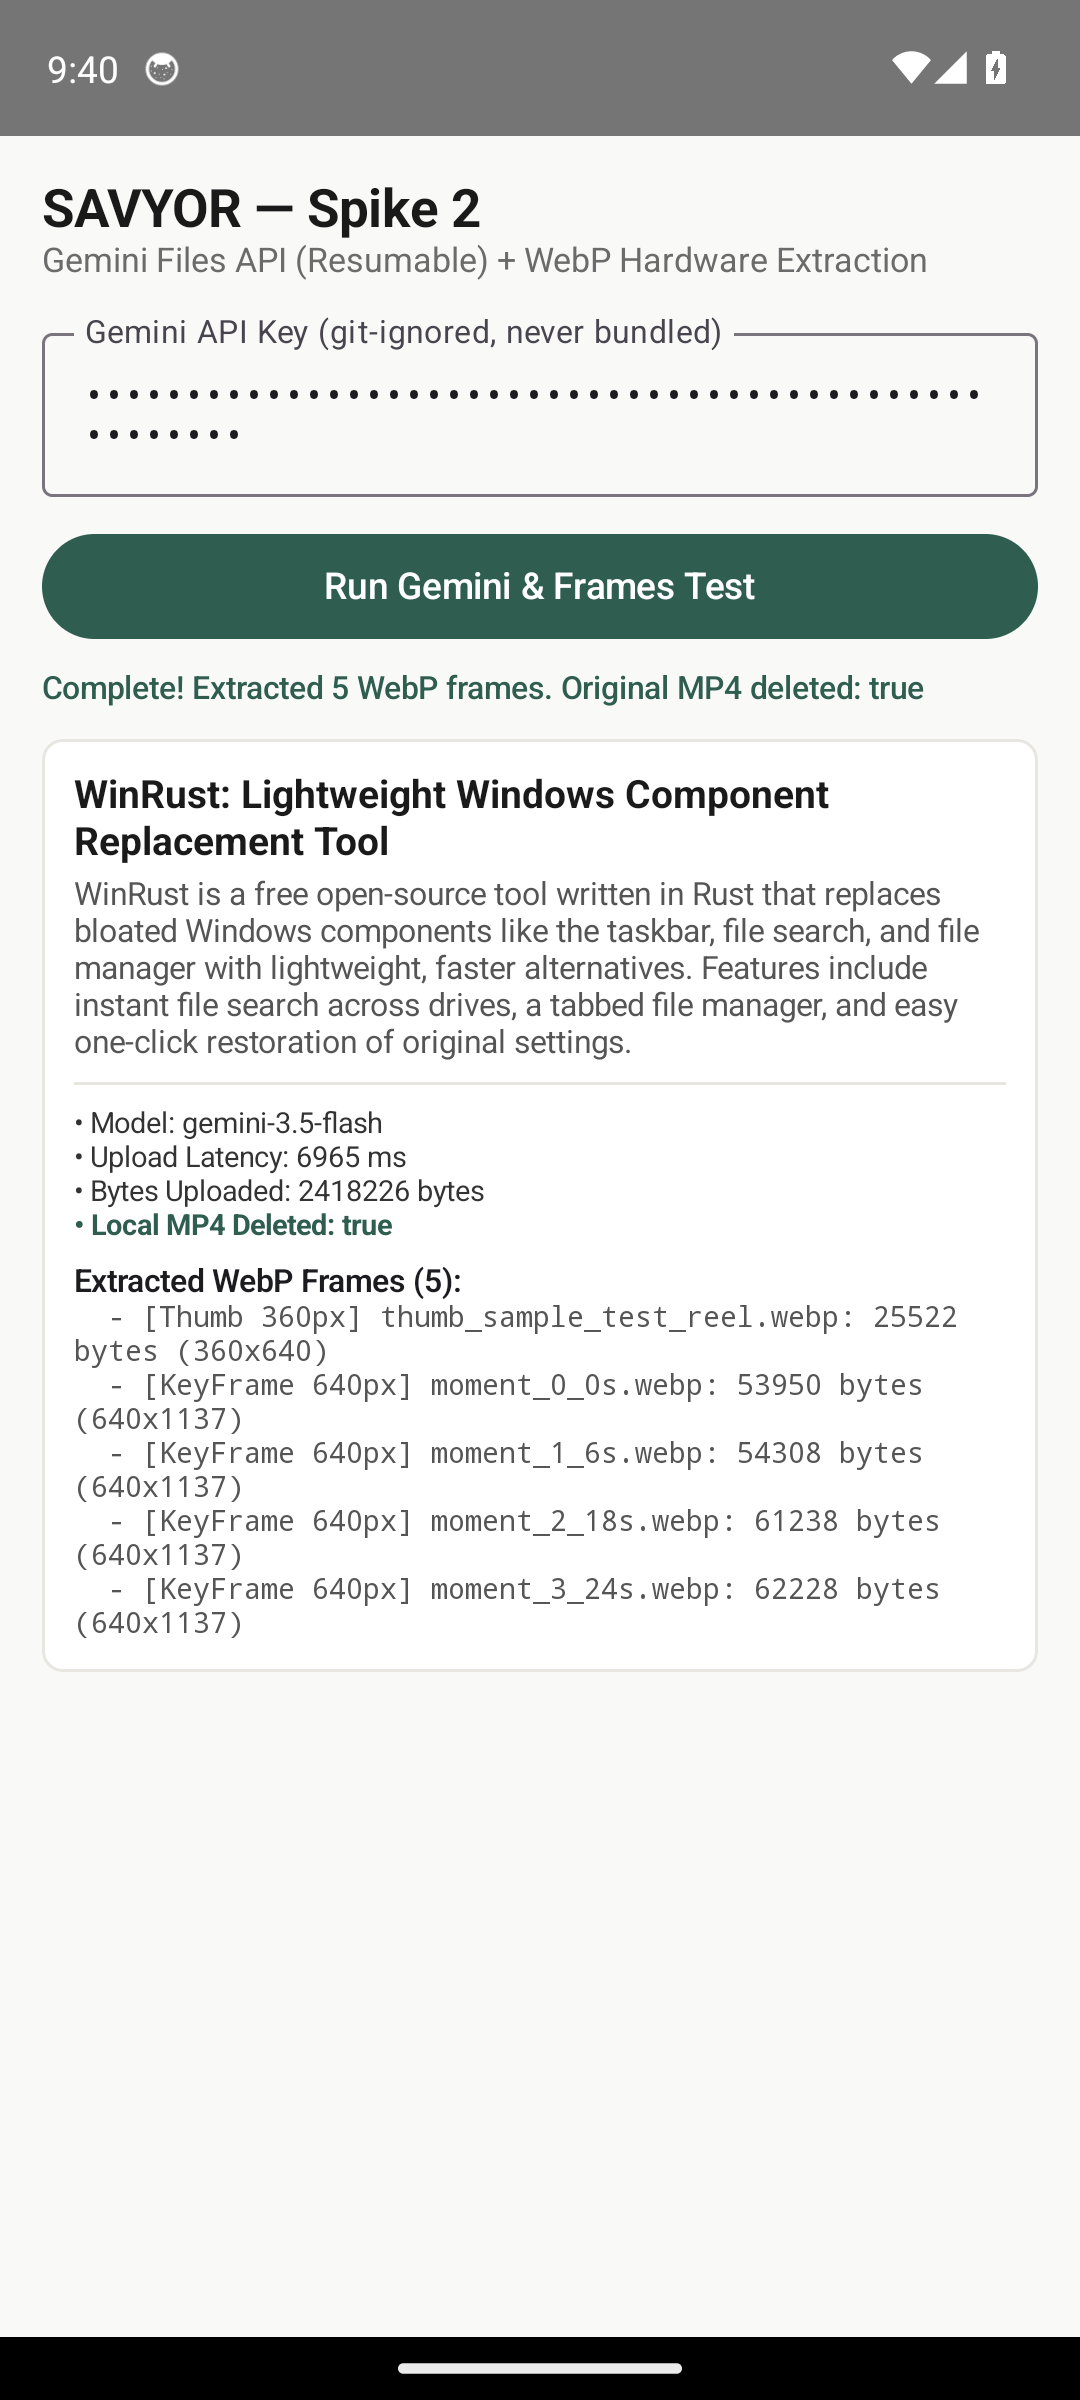 9:40
SAVYOR — Spike 2
Gemini Files API (Resumable) + WebP Hardware Extraction
Gemini API Key (git-ignored, never bundled)
•••••••••••••••••••••••••••••••••••••••••••••
••••••••
Run Gemini & Frames Test
Complete! Extracted 5 WebP frames. Original MP4 deleted: true
WinRust: Lightweight Windows Component
Replacement Tool
WinRust is a free open-source tool written in Rust that replaces
bloated Windows components like the taskbar, file search, and file
manager with lightweight, faster alternatives. Features include
instant file search across drives, a tabbed file manager, and easy
one-click restoration of original settings.
• Model: gemini-3.5-flash
• Upload Latency: 6965 ms
• Bytes Uploaded: 2418226 bytes
• Local MP4 Deleted: true
Extracted WebP Frames (5):
- [Thumb 360px] thumb_sample_test_reel.webp: 25522
bytes (360x640)
- [KeyFrame 640px] moment_0_0s.webp: 53950 bytes
(640x1137)
- [KeyFrame 640px] moment_1_6s.webp: 54308 bytes
(640x1137)
- [KeyFrame 640px] moment_2_18s.webp: 61238 bytes
(640x1137)
- [KeyFrame 640px] moment_3_24s.webp: 62228 bytes
(640x1137)